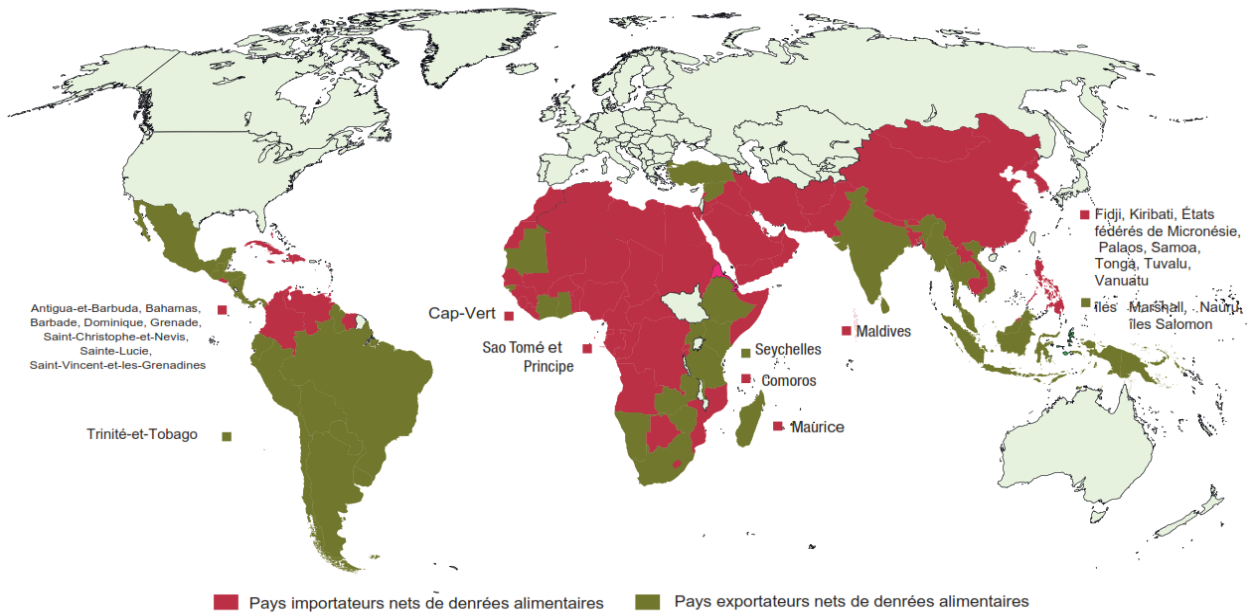 Fidji, Kiribati, États
fédérés de Micronésie,
Palaos, Samoa,
Tonga, Tuvalu,
Vanuatu
îles Marshall, Nauru,
îles Salomon
Antigua-et-Barbuda, Bahamas,
Barbade, Dominique, Grenade,
Saint-Christophe-et-Nevis,
Sainte-Lucie,
Saint-Vincent-et-les-Grenadines
Cap-Vert
Sao Tomé et
Principe
Maldives
Seychelles
Comoros
Maurice
Trinité-et-Tobago
Pays importateurs nets de denrées alimentaires
Pays exportateurs nets de denrées alimentaires